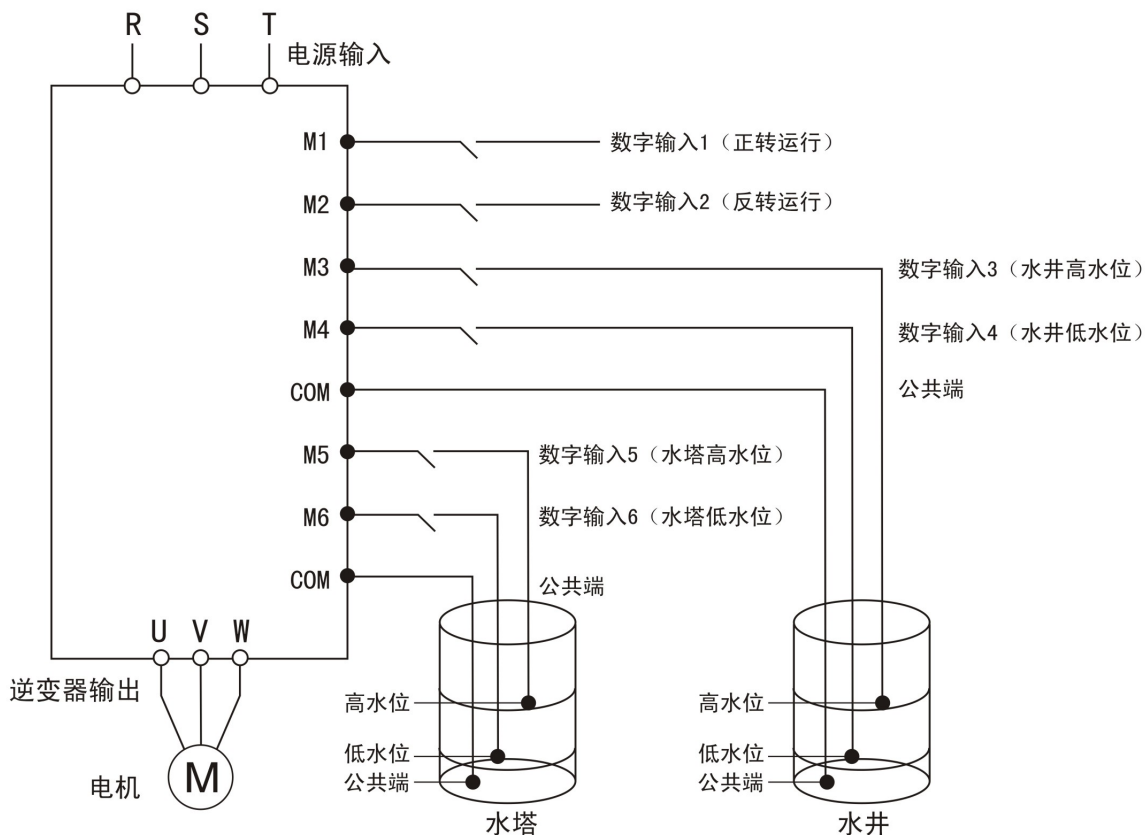 R S T
电源输入
M1 数字输入1（正转运行）
M2 数字输入2（反转运行）
M3 数字输入3（水井高水位）
M4 数字输入4（水井低水位）
COM 公共端
M5 数字输入5（水塔高水位）
M6 数字输入6（水塔低水位）
COM 公共端
U V W
逆变器输出
高水位 高水位
低水位 低水位
公共端 公共端
电机 M
水塔 水井